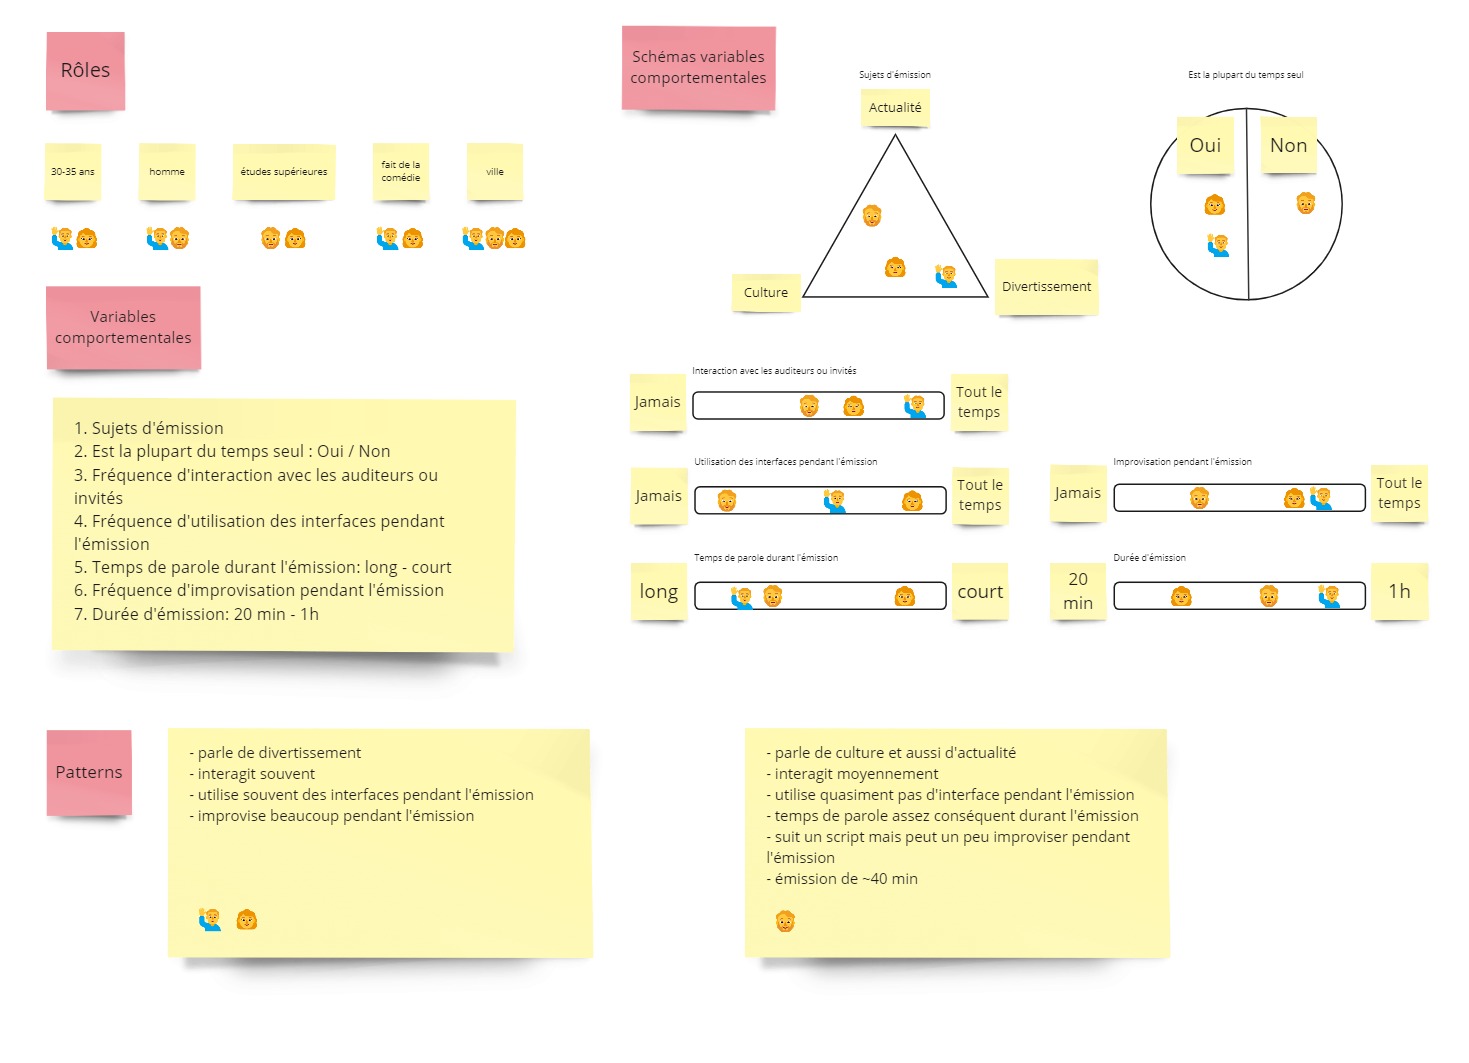 Rôles
30-35 ans
homme
études supérieures
fait de la
comédie
ville
Variables
comportementales
1. Sujets d'émission
2. Est la plupart du temps seul : Oui / Non
3. Fréquence d'interaction avec les auditeurs ou
invités
4. Fréquence d'utilisation des interfaces pendant
l'émission
5. Temps de parole durant l'émission: long - court
6. Fréquence d'improvisation pendant l'émission
7. Durée d'émission: 20 min - 1h
Schémas variables
comportementales
Sujets d'émission
Actualité
Culture
Divertissement
Est la plupart du temps seul
Oui
Non
Interaction avec les auditeurs ou invités
Jamais
Tout le
temps
Utilisation des interfaces pendant l'émission
Jamais
Tout le
temps
Improvisation pendant l'émission
Jamais
Tout le
temps
Temps de parole durant l'émission
long
court
Durée d'émission
20
min
1h
Patterns
- parle de divertissement
- interagit souvent
- utilise souvent des interfaces pendant l'émission
- improvise beaucoup pendant l'émission
- parle de culture et aussi d'actualité
- interagit moyennement
- utilise quasiment pas d'interface pendant l'émission
- temps de parole assez conséquent durant l'émission
- suit un script mais peut un peu improviser pendant
l'émission
- émission de ~40 min